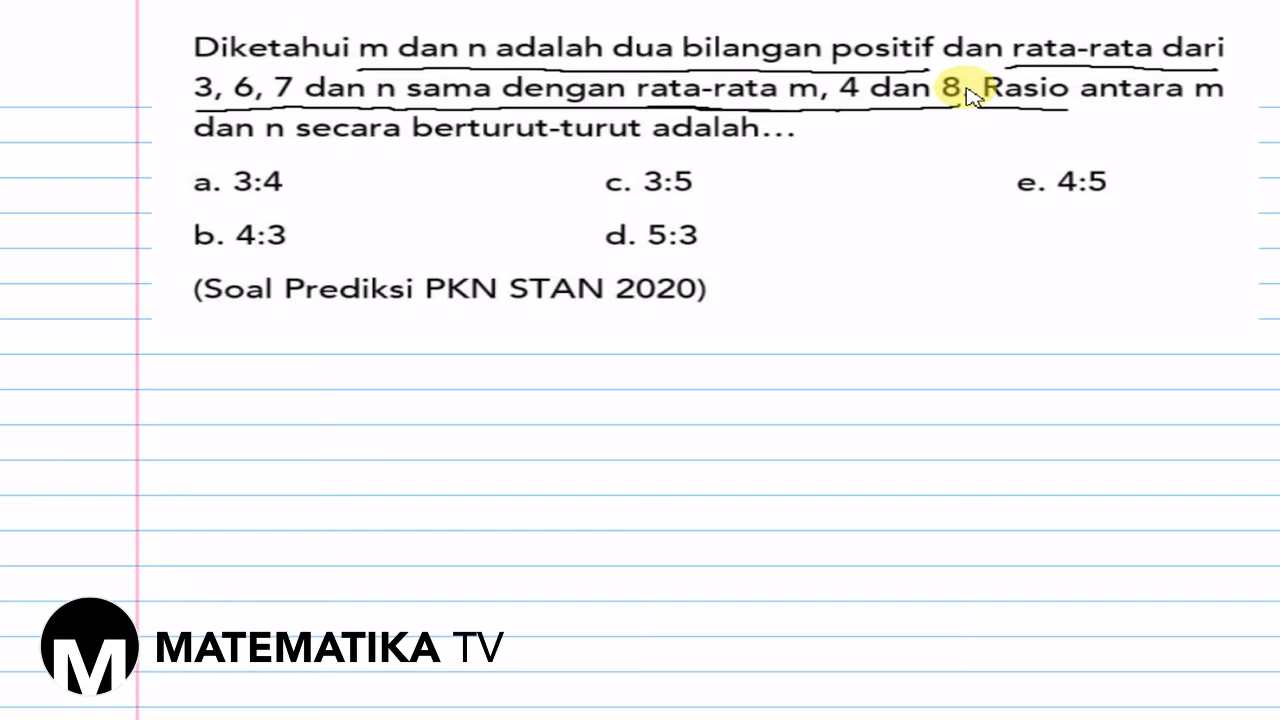 Diketahui m dan n adalah dua bilangan positif dan rata-rata dari
3, 6, 7 dan n sama dengan rata-rata m, 4 dan 8. Rasio antara m
dan n secara berturut-turut adalah...
a. 3:4 c. 3:5 e. 4:5
b. 4:3 d. 5:3
(Soal Prediksi PKN STAN 2020)
M MATEMATIKA TV